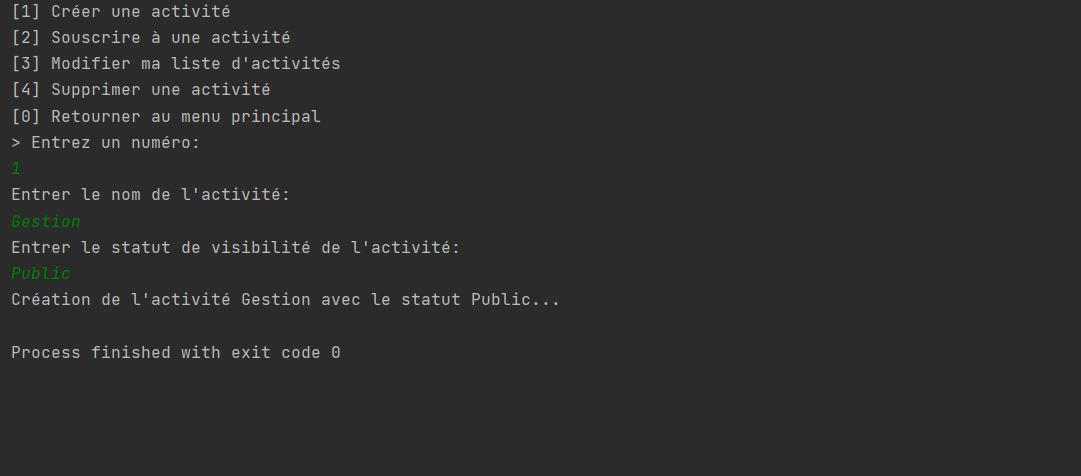 [1] Créer une activité
[2] Souscrire à une activité
[3] Modifier ma liste d'activités
[4] Supprimer une activité
[0] Retourner au menu principal
> Entrez un numéro:
1
Entrer le nom de l'activité:
Gestion
Entrer le statut de visibilité de l'activité:
Public
Création de l'activité Gestion avec le statut Public...
Process finished with exit code 0